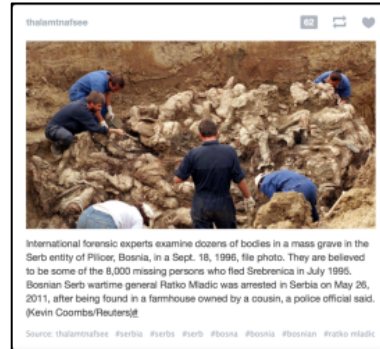 thalamtnafsee 62
International forensic experts examine dozens of bodies in a mass grave in the
Serb entity of Pilicer, Bosnia, in a Sept. 18, 1996, file photo. They are believed
to be some of the 8,000 missing persons who fled Srebrenica in July 1995.
Bosnian Serb wartime general Ratko Mladic was arrested in Serbia on May 26,
2011, after being found in a farmhouse owned by a cousin, a police official said.
(Kevin Coombs/Reuters)#
Source: thalamtnafsee #serbia #serbs #serb #bosna #bosnia #bosnian #ratko mladic